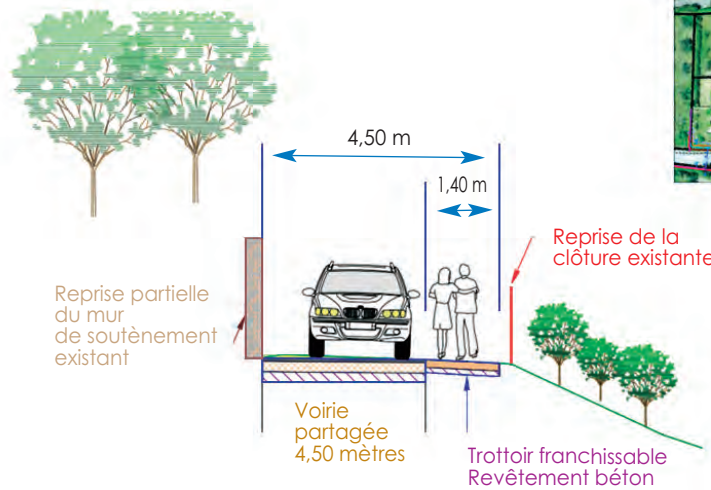 4,50 m
1,40 m
Reprise de la
clôture existante
Reprise partielle
du mur
de soutènement
existant
Voirie
partagée
4,50 mètres
Trottoir franchissable
Revêtement béton